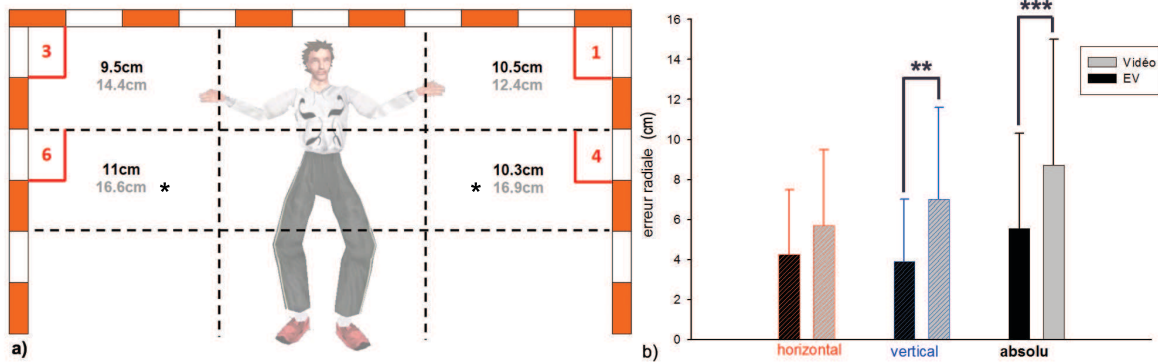 3
1
9.5cm
14.4cm
10.5cm
12.4cm
6
4
11cm
16.6cm *
10.3cm
* 16.9cm
a)
erreur radiale (cm)
16
14
12
10
8
6
4
2
0
**
***
Vidéo
EV
horizontal
vertical
absolu
b)